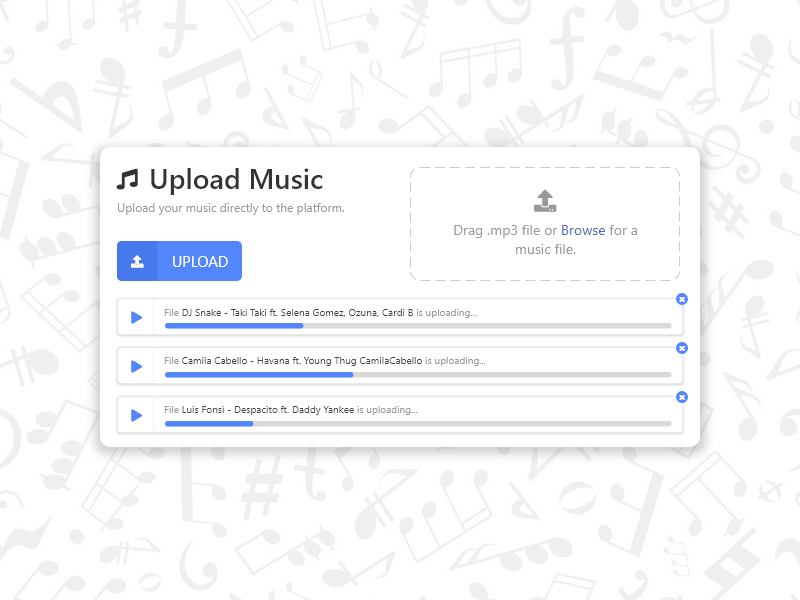 Upload Music
Upload your music directly to the platform.
UPLOAD
Drag .mp3 file or Browse for a
music file.
File DJ Snake - Taki Taki ft. Selena Gomez, Ozuna, Cardi B is uploading...
File Camila Cabello - Havana ft. Young Thug CamilaCabello is uploading...
File Luis Fonsi - Despacito ft. Daddy Yankee is uploading...